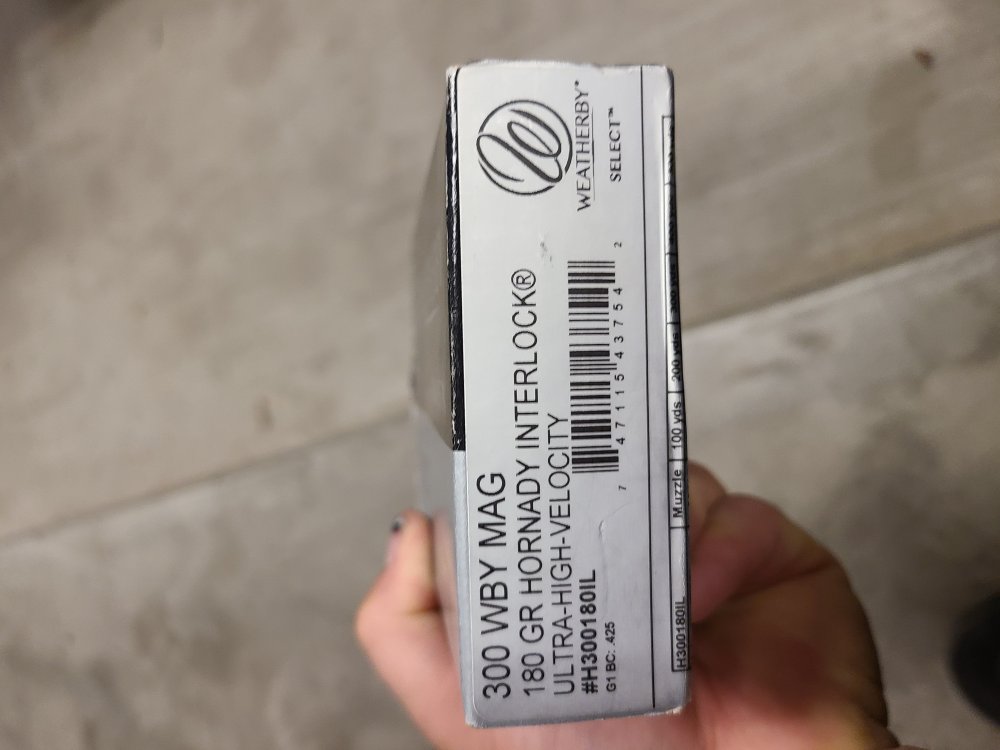 WEATHERBY®
SELECT™
300 WBY MAG
180 GR HORNADY INTERLOCK®
ULTRA-HIGH-VELOCITY
#H300180IL
G1 BC: .425
7 47115 43754 2
H300180IL Muzzle 100 yds 200 yds